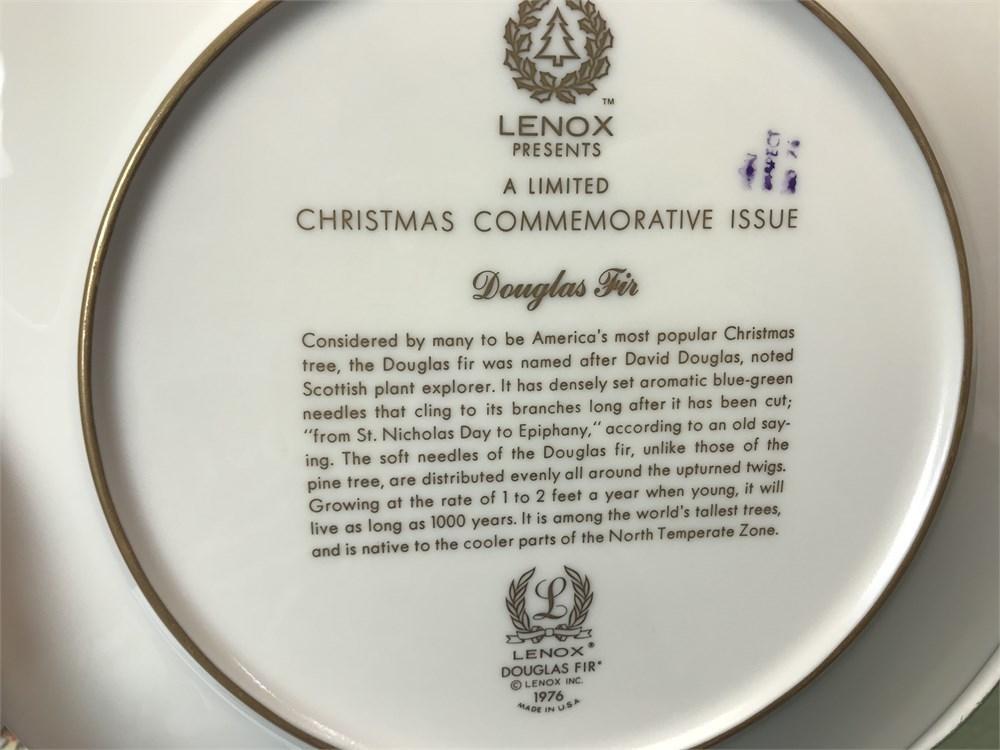 ™
LENOX
PRESENTS
A LIMITED
CHRISTMAS COMMEMORATIVE ISSUE
Douglas Fir
Considered by many to be America's most popular Christmas
tree, the Douglas fir was named after David Douglas, noted
Scottish plant explorer. It has densely set aromatic blue-green
needles that cling to its branches long after it has been cut;
"from St. Nicholas Day to Epiphany," according to an old say-
ing. The soft needles of the Douglas fir, unlike those of the
pine tree, are distributed evenly all around the upturned twigs.
Growing at the rate of 1 to 2 feet a year when young, it will
live as long as 1000 years. It is among the world's tallest trees,
and is native to the cooler parts of the North Temperate Zone.
L
LENOX®
DOUGLAS FIR*
© LENOX INC.
1976
MADE IN U.S.A.